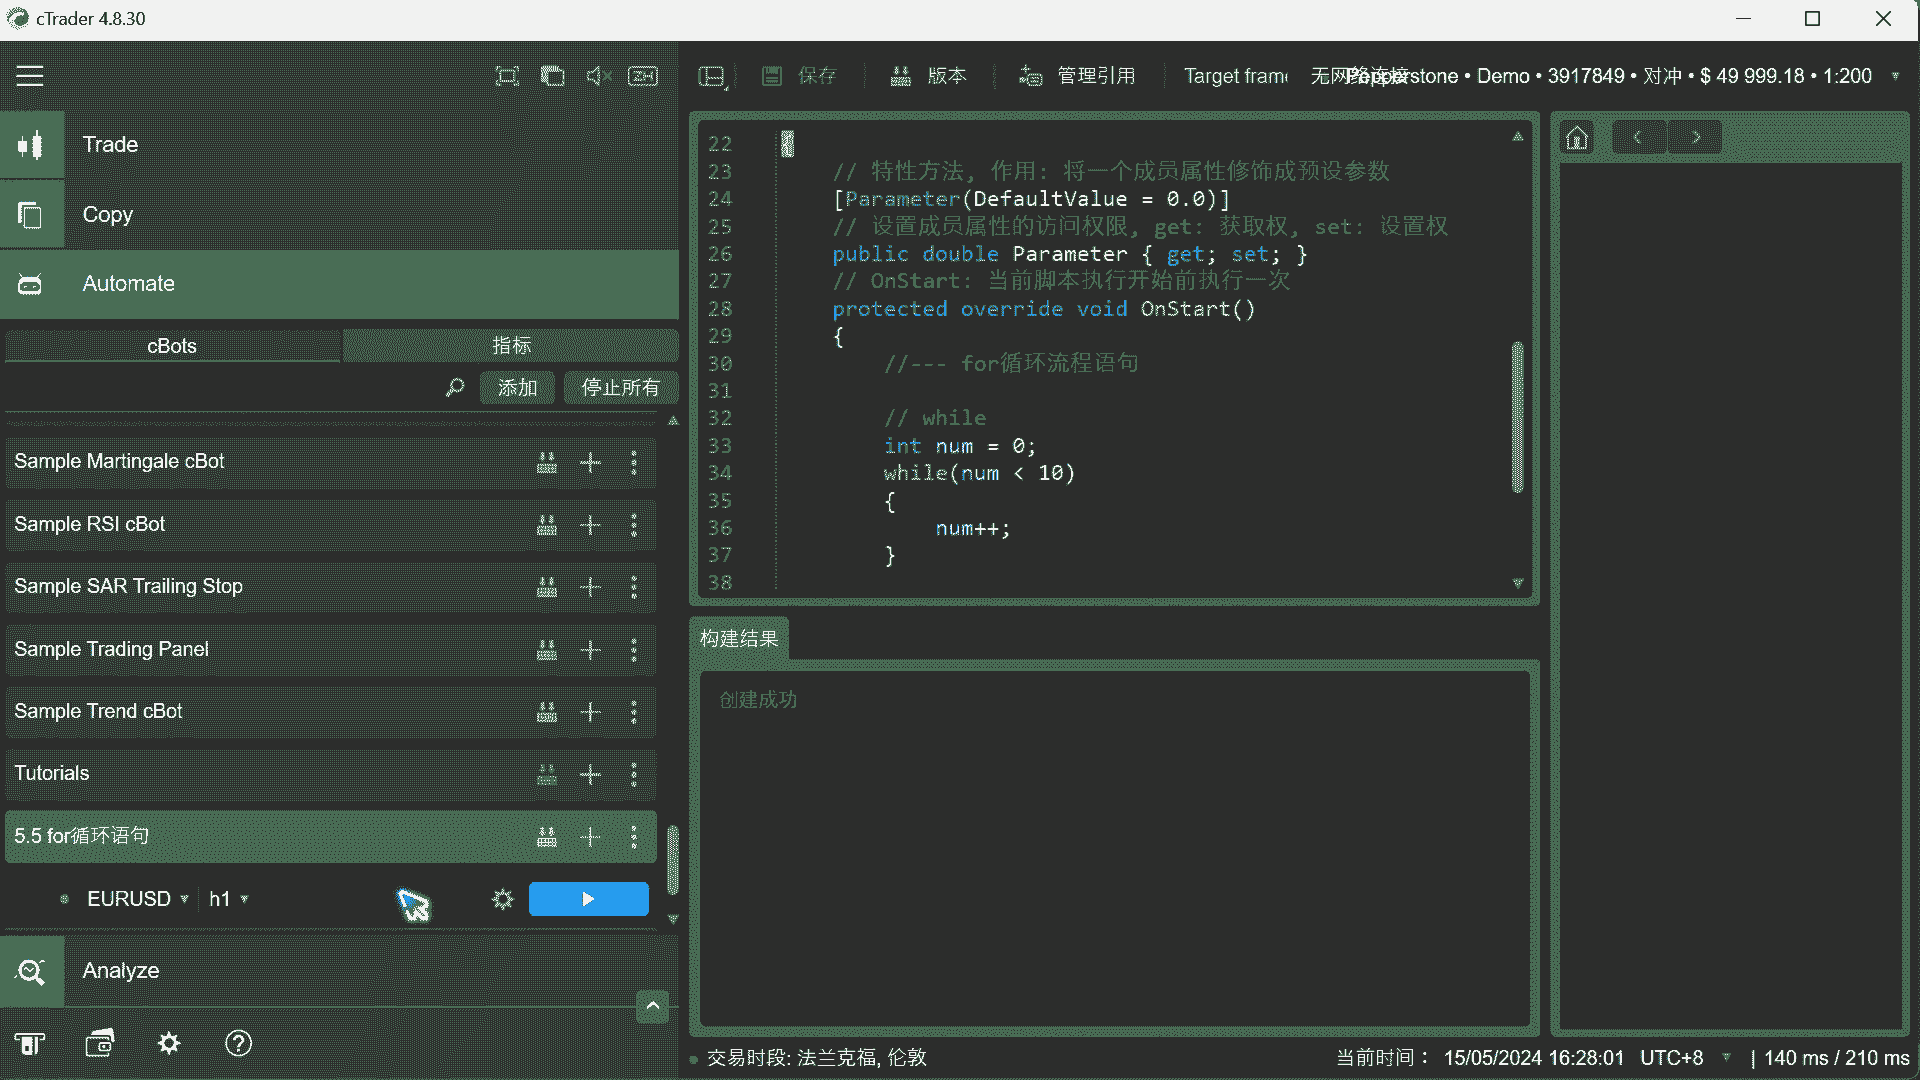 cTrader 4.8.30
ZH
保存
版本
管理引用
Target frame
Pepperstone • Demo • 3917849 • 对冲 • $ 49 999.18 • 1:200
Trade
Copy
Automate
cBots
指标
添加
停止所有
Sample Martingale cBot
Sample RSI cBot
Sample SAR Trailing Stop
Sample Trading Panel
Sample Trend cBot
Tutorials
5.5 for循环语句
EURUSD
h1
Analyze
22 {
23 // 特性方法, 作用: 将一个成员属性修饰成预设参数
24 [Parameter(DefaultValue = 0.0)]
25 // 设置成员属性的访问权限, get: 获取权, set: 设置权
26 public double Parameter { get; set; }
27 // OnStart: 当前脚本执行开始前执行一次
28 protected override void OnStart()
29 {
30 //--- for循环流程语句
31
32 // while
33 int num = 0;
34 while(num < 10)
35 {
36 num++;
37 }
38
构建结果
创建成功
交易时段: 法兰克福, 伦敦
当前时间： 15/05/2024 16:28:01 UTC+8 | 140 ms / 210 ms